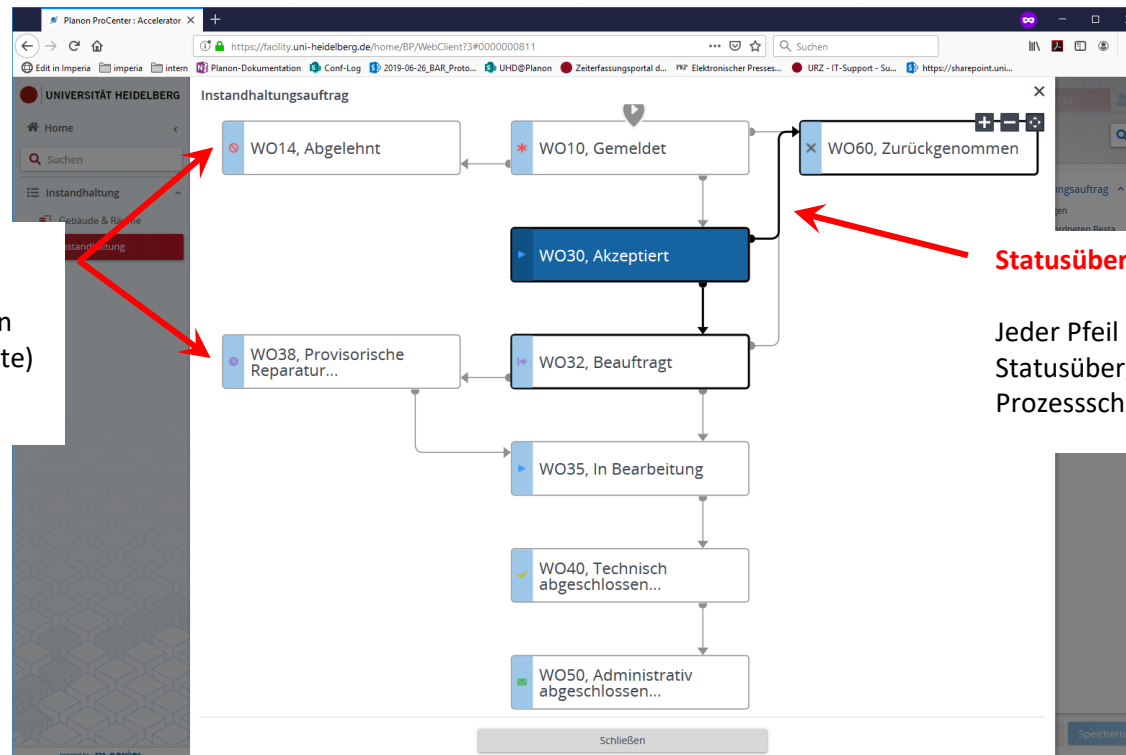 Planon ProCenter : Accelerator
https://facility.uni-heidelberg.de/home/BP/WebClient?3#0000000811
Suchen
Edit in Imperia
imperia
intern
Planon-Dokumentation
Conf-Log
2019-06-26_BAR_Proto...
UHD@Planon
Zeiterfassungsportal d...
Elektronischer Presses...
URZ - IT-Support - Su...
https://sharepoint.uni...
UNIVERSITÄT HEIDELBERG
Home
Suchen
Instandhaltung
Gebäude & Räume
nstandhaltung
n
te)
Instandhaltungsauftrag
WO14, Abgelehnt
WO10, Gemeldet
WO60, Zurückgenommen
WO30, Akzeptiert
WO38, Provisorische
Reparatur...
WO32, Beauftragt
WO35, In Bearbeitung
WO40, Technisch
abgeschlossen...
WO50, Administrativ
abgeschlossen...
Schließen
ngsauftrag
Statusüber
Jeder Pfeil
Statusüber
Prozesssch
Speichern